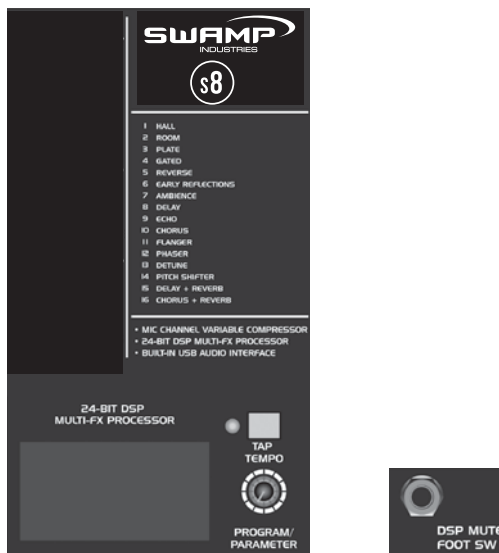 SWAMP
INDUSTRIES
s8
1 HALL
2 ROOM
3 PLATE
4 GATED
5 REVERSE
6 EARLY REFLECTIONS
7 AMBIENCE
8 DELAY
9 ECHO
10 CHORUS
11 FLANGER
12 PHASER
13 DETUNE
14 PITCH SHIFTER
15 DELAY + REVERB
16 CHORUS + REVERB
• MIC CHANNEL VARIABLE COMPRESSOR
• 24-BIT DSP MULTI-FX PROCESSOR
• BUILT-IN USB AUDIO INTERFACE
24-BIT DSP
MULTI-FX PROCESSOR
TAP
TEMPO
PROGRAM/
PARAMETER
DSP MUTE
FOOT SW